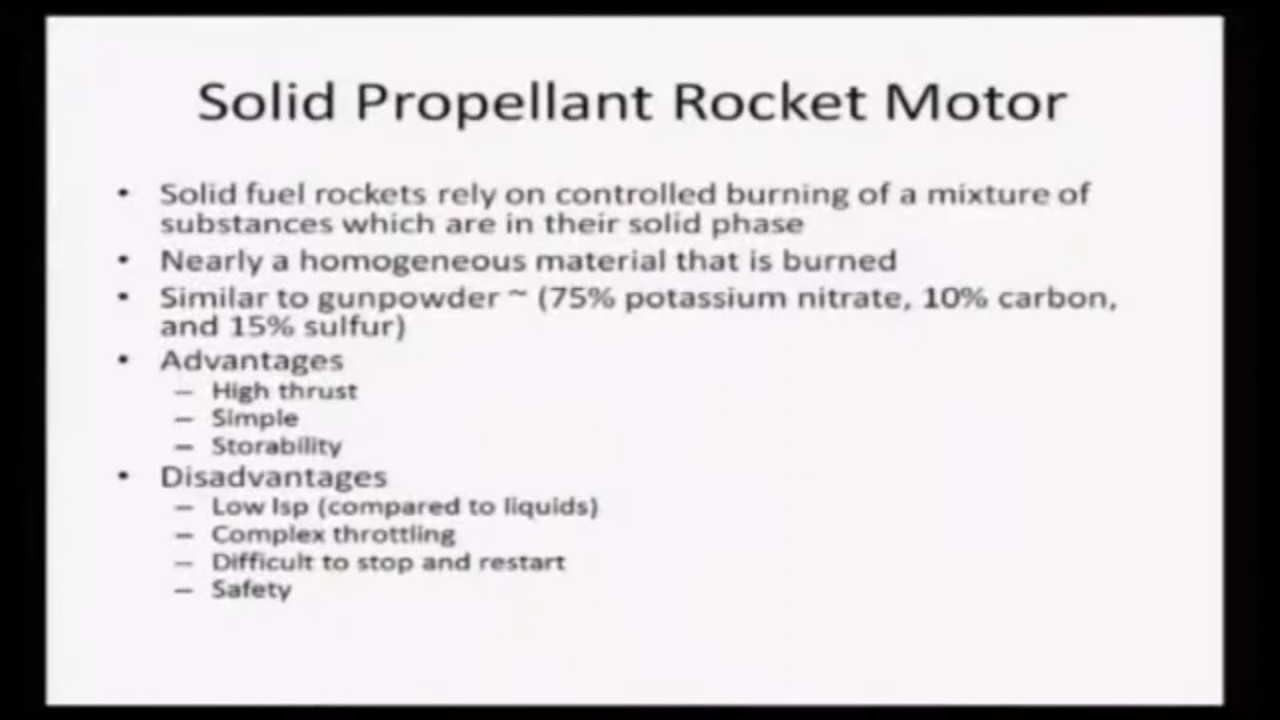 Solid Propellant Rocket Motor
• Solid fuel rockets rely on controlled burning of a mixture of
substances which are in their solid phase
• Nearly a homogeneous material that is burned
• Similar to gunpowder ~ (75% potassium nitrate, 10% carbon,
and 15% sulfur)
• Advantages
– High thrust
– Simple
– Storability
• Disadvantages
– Low Isp (compared to liquids)
– Complex throttling
– Difficult to stop and restart
– Safety